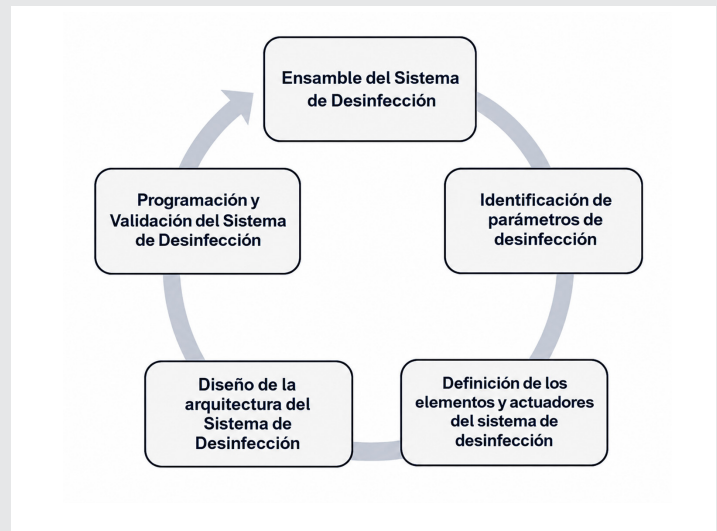 Ensamble del Sistema
de Desinfección
Identificación de
parámetros de
desinfección
Definición de los
elementos y actuadores
del sistema de
desinfección
Diseño de la
arquitectura del
Sistema de
Desinfección
Programación y
Validación del Sistema
de Desinfección